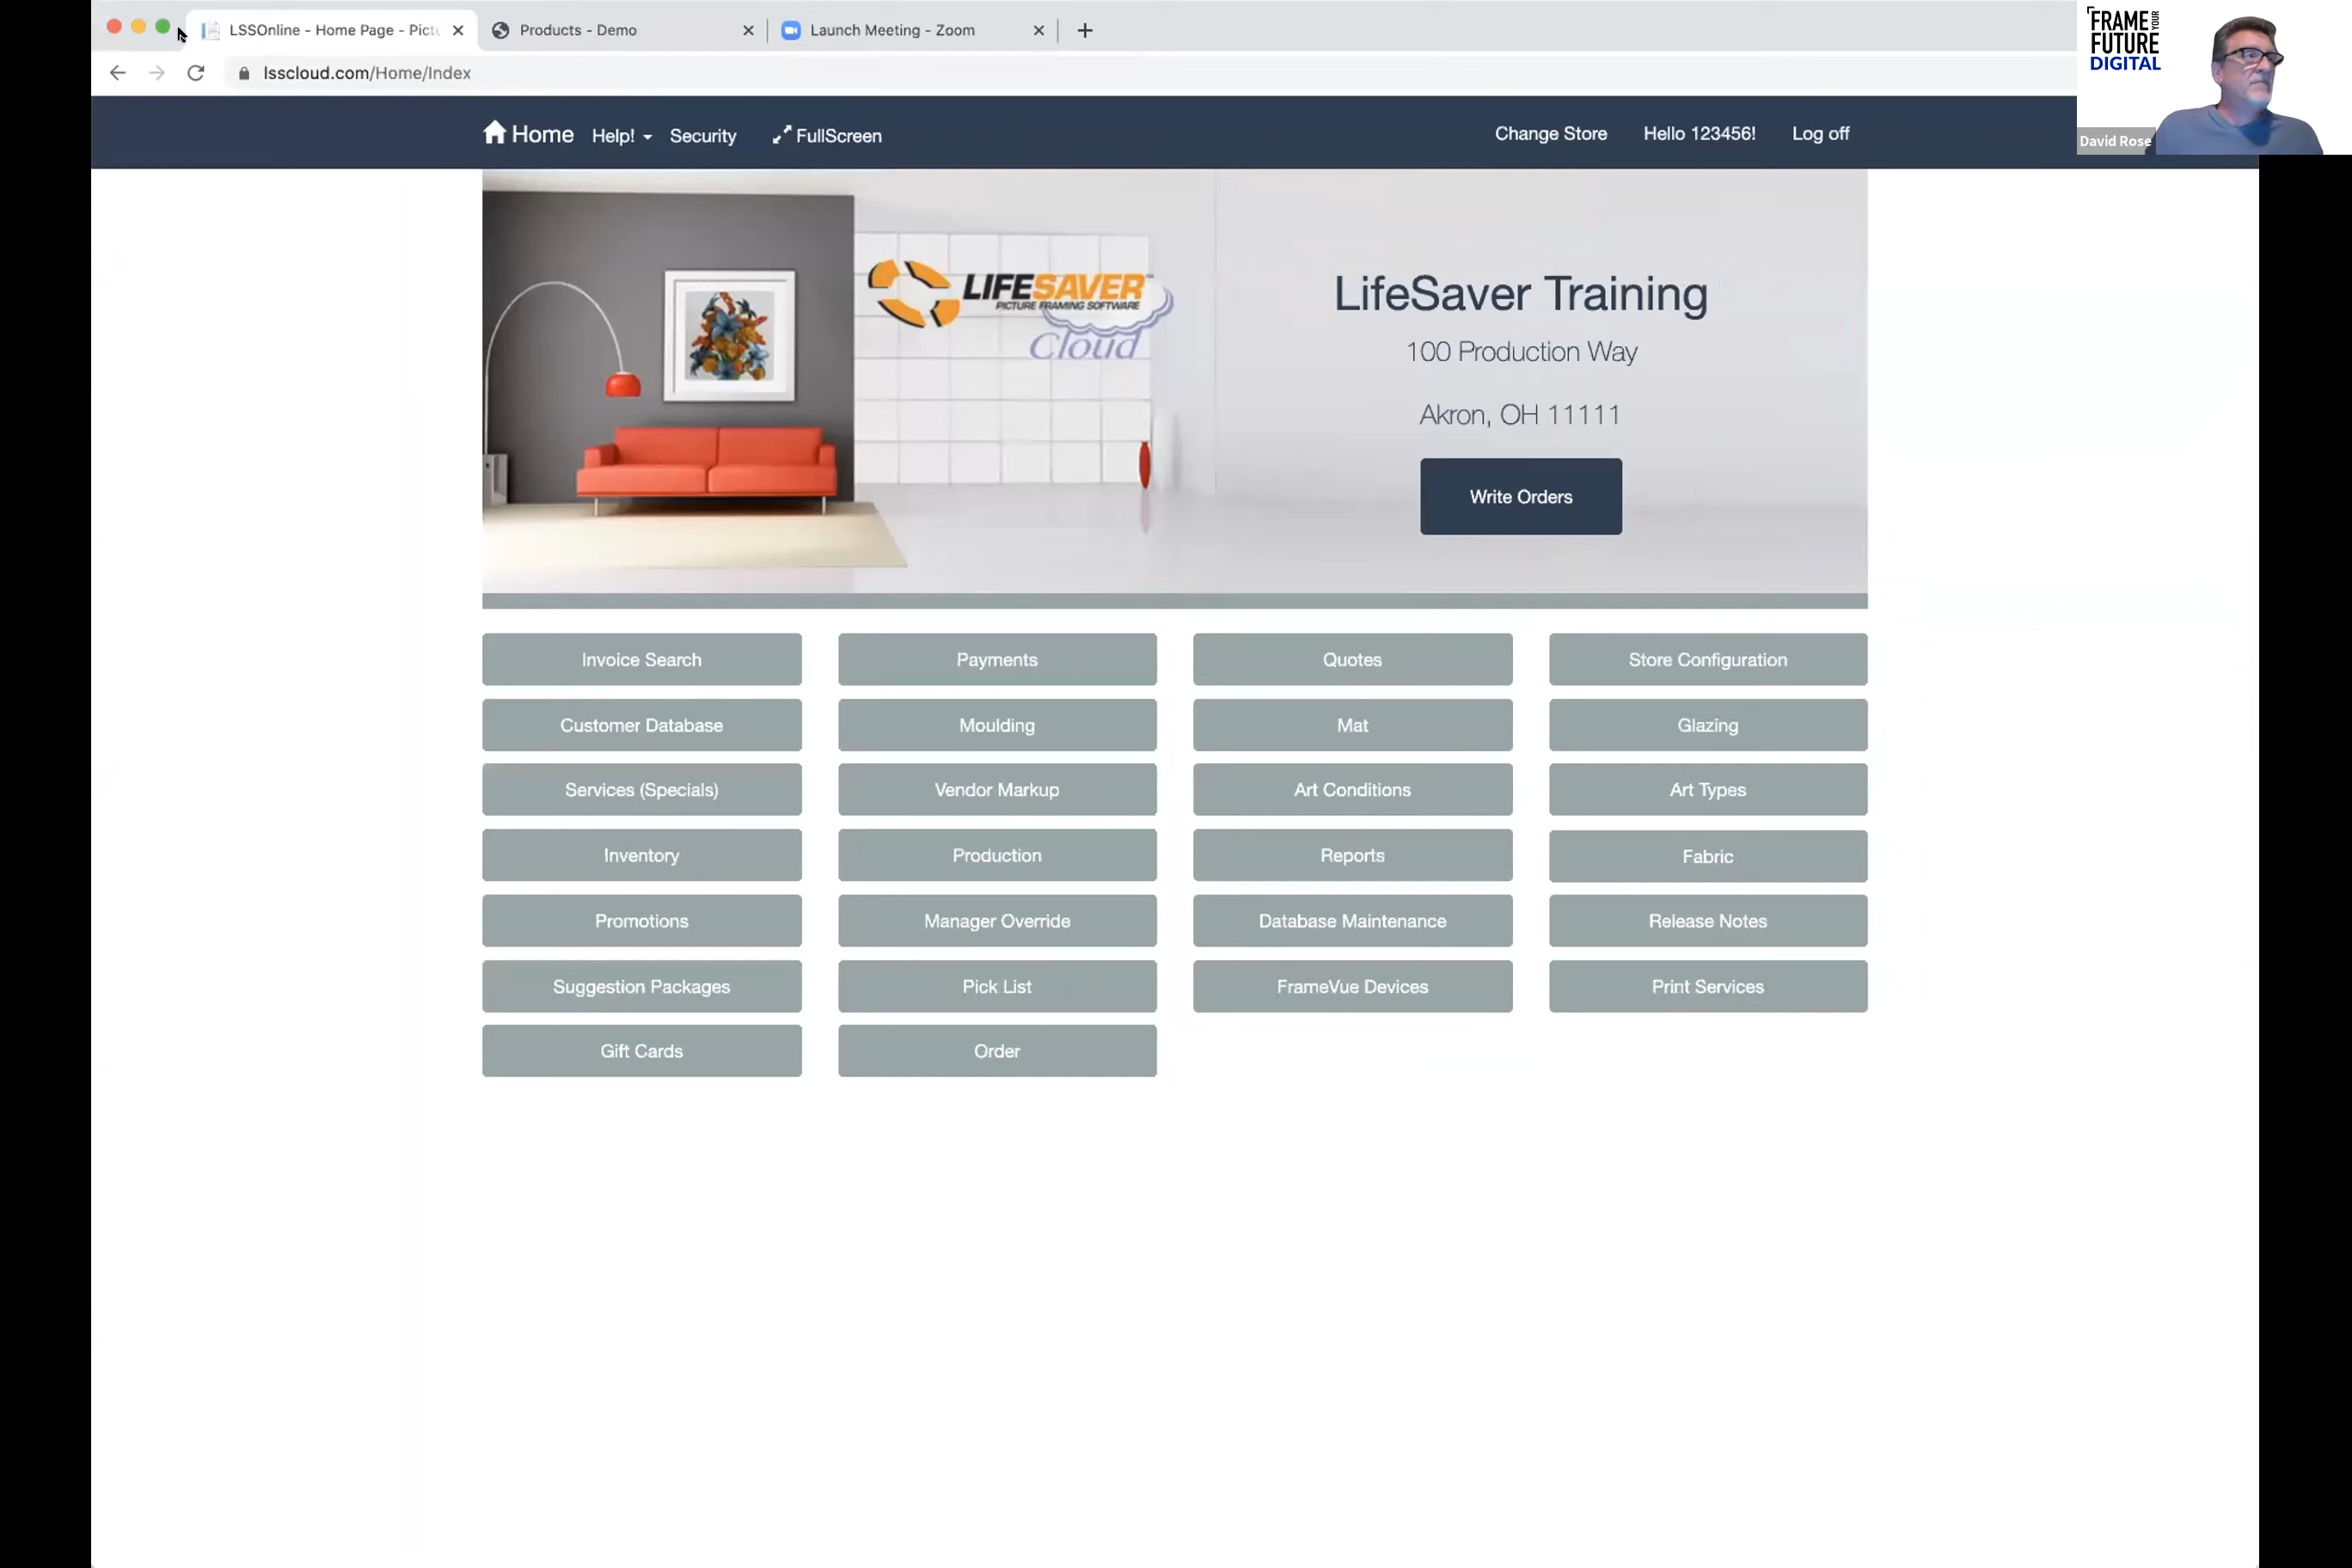 LSSOnline - Home Page - Pictu
Products - Demo
Launch Meeting - Zoom
lsscloud.com/Home/Index
FRAME YOUR
FUTURE
DIGITAL
David Rose
Home Help! Security FullScreen Change Store Hello 123456! Log off
LIFESAVER™
PICTURE FRAMING SOFTWARE
Cloud
LifeSaver Training
100 Production Way
Akron, OH 11111
Write Orders
Invoice Search Payments Quotes Store Configuration
Customer Database Moulding Mat Glazing
Services (Specials) Vendor Markup Art Conditions Art Types
Inventory Production Reports Fabric
Promotions Manager Override Database Maintenance Release Notes
Suggestion Packages Pick List FrameVue Devices Print Services
Gift Cards Order